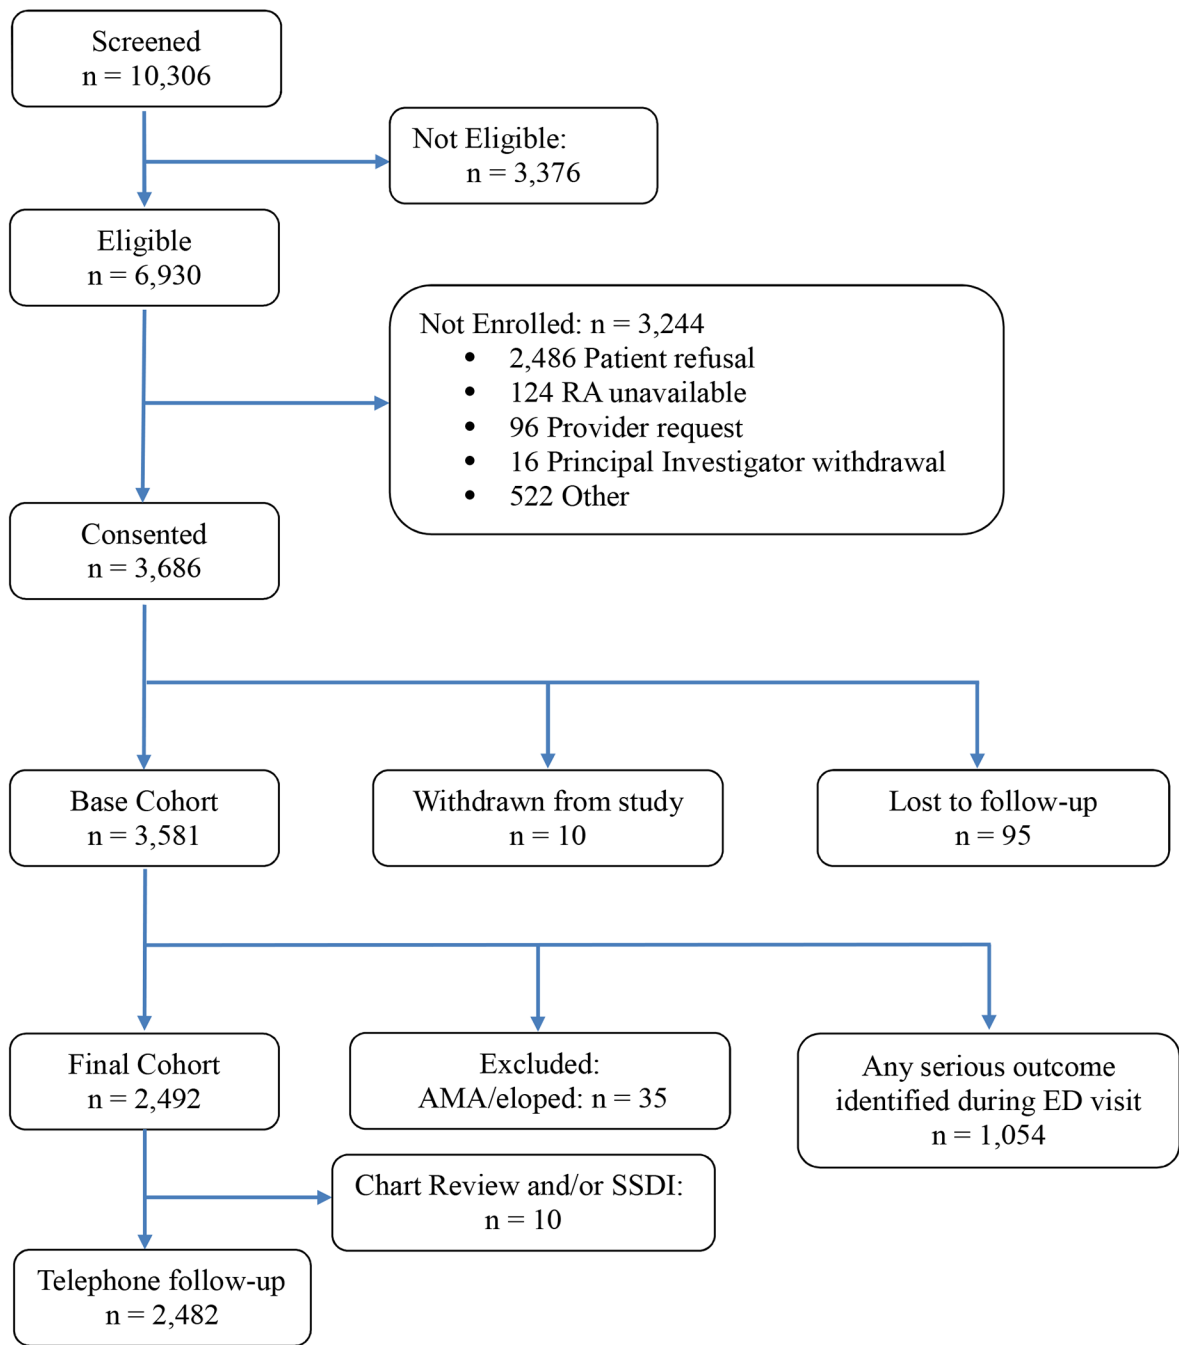 Screened
n = 10,306
Not Eligible:
n = 3,376
Eligible
n = 6,930
Not Enrolled: n = 3,244
• 2,486 Patient refusal
• 124 RA unavailable
• 96 Provider request
• 16 Principal Investigator withdrawal
• 522 Other
Consented
n = 3,686
Base Cohort
n = 3,581
Withdrawn from study
n = 10
Lost to follow-up
n = 95
Final Cohort
n = 2,492
Excluded:
AMA/eloped: n = 35
Any serious outcome
identified during ED visit
n = 1,054
Chart Review and/or SSDI:
n = 10
Telephone follow-up
n = 2,482